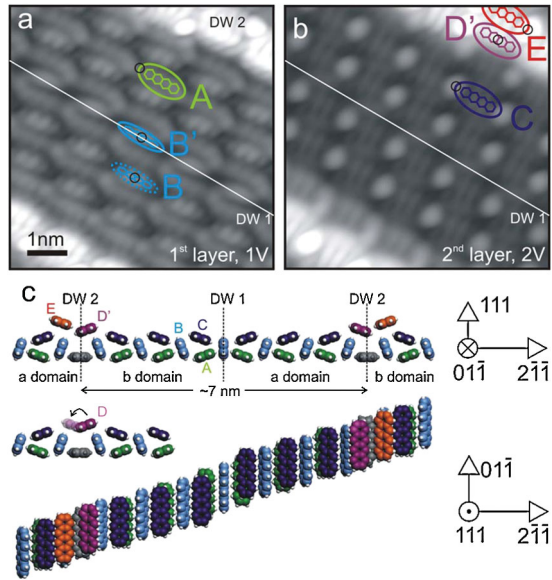 a
DW 2
A
B'
B
DW 1
1nm
1st layer, 1V
b
D'
E
C
DW 1
2nd layer, 2V
c
DW 2
DW 1
DW 2
E
D'
B
C
A
a domain
b domain
a domain
b domain
~7 nm
D
111
011̄
21̄1̄
011̄
111
21̄1̄